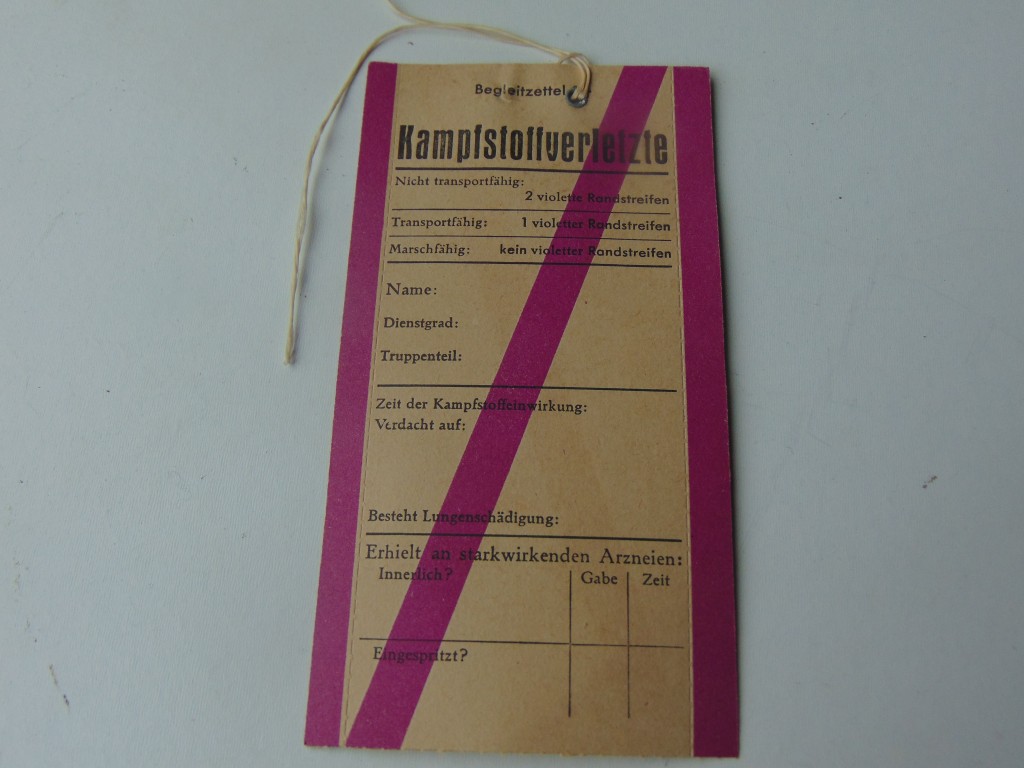 Begleitzettel
Kampfstoffverletzte
Nicht transportfähig:
2 violette Randstreifen
Transportfähig: 1 violetter Randstreifen
Marschfähig: kein violetter Randstreifen
Name:
Dienstgrad:
Truppenteil:
Zeit der Kampfstoffeinwirkung:
Verdacht auf:
Besteht Lungenschädigung:
Erhielt an starkwirkenden Arzneien:
Innerlich? Gabe Zeit
Eingespritzt?